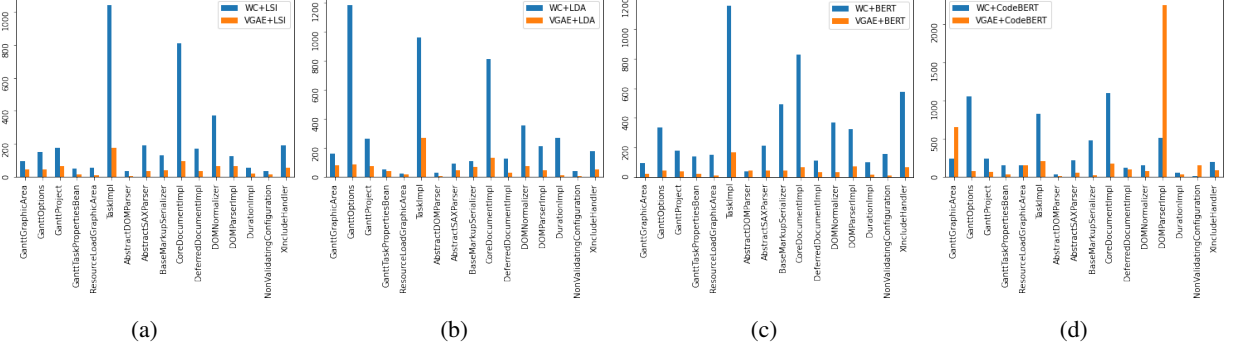 WC+LSI
VGAE+LSI
1000
800
600
400
200
0
GanttGraphicArea
GanttOptions
GanttProject
GanttTaskPropertiesBean
ResourceLoadGraphicArea
TaskImpl
AbstractDOMParser
AbstractSAXParser
BaseMarkupSerializer
CoreDocumentImpl
DeferredDocumentImpl
DOMNormalizer
DOMParserImpl
DurationImpl
NonValidatingConfiguration
XIncludeHandler
(a)
WC+LDA
VGAE+LDA
1200
1000
800
600
400
200
0
GanttGraphicArea
GanttOptions
GanttProject
GanttTaskPropertiesBean
ResourceLoadGraphicArea
TaskImpl
AbstractDOMParser
AbstractSAXParser
BaseMarkupSerializer
CoreDocumentImpl
DeferredDocumentImpl
DOMNormalizer
DOMParserImpl
DurationImpl
NonValidatingConfiguration
XIncludeHandler
(b)
WC+BERT
VGAE+BERT
1200
1000
800
600
400
200
0
GanttGraphicArea
GanttOptions
GanttProject
GanttTaskPropertiesBean
ResourceLoadGraphicArea
TaskImpl
AbstractDOMParser
AbstractSAXParser
BaseMarkupSerializer
CoreDocumentImpl
DeferredDocumentImpl
DOMNormalizer
DOMParserImpl
DurationImpl
NonValidatingConfiguration
XIncludeHandler
(c)
WC+CodeBERT
VGAE+CodeBERT
2000
1500
1000
500
0
GanttGraphicArea
GanttOptions
GanttProject
GanttTaskPropertiesBean
ResourceLoadGraphicArea
TaskImpl
AbstractDOMParser
AbstractSAXParser
BaseMarkupSerializer
CoreDocumentImpl
DeferredDocumentImpl
DOMNormalizer
DOMParserImpl
DurationImpl
NonValidatingConfiguration
XIncludeHandler
(d)